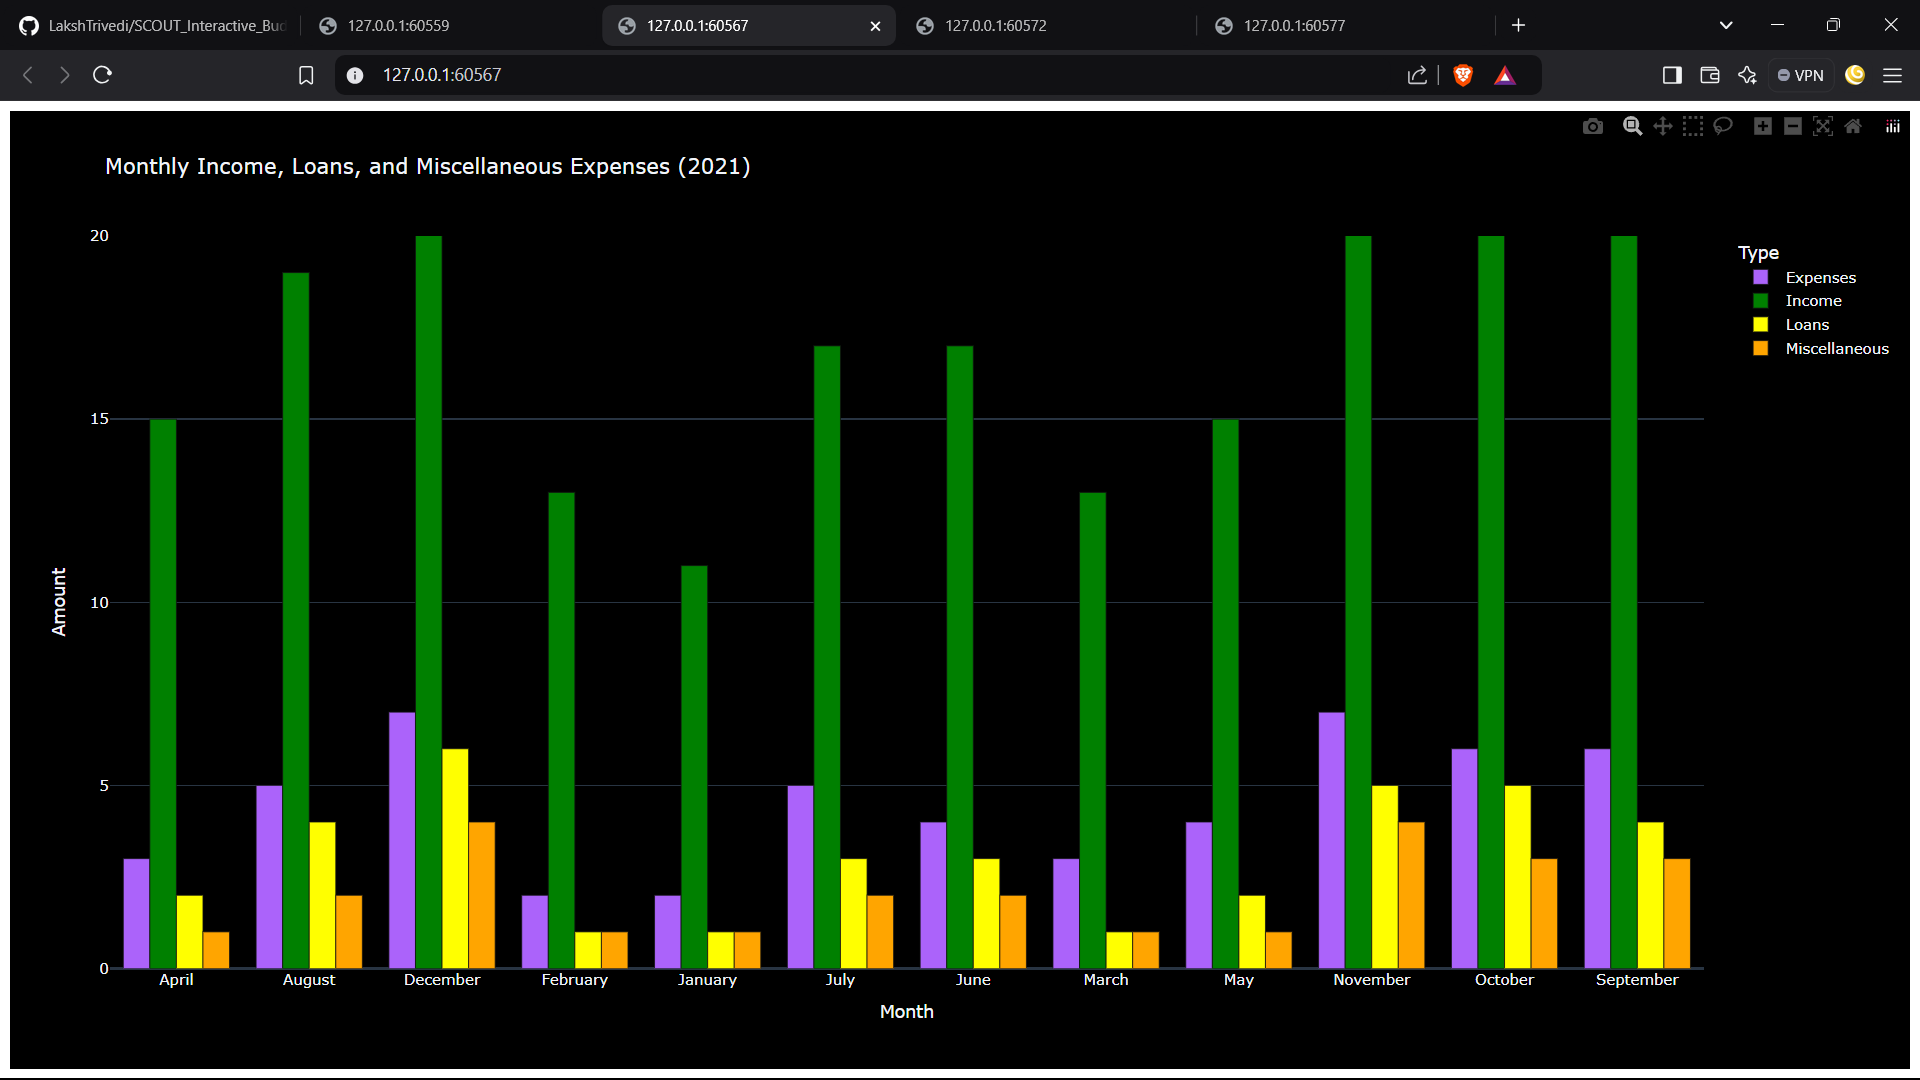 LakshTrivedi/SCOUT_Interactive_Bud
127.0.0.1:60559
127.0.0.1:60567
127.0.0.1:60572
127.0.0.1:60577
127.0.0.1:60567
VPN
Monthly Income, Loans, and Miscellaneous Expenses (2021)
Type
Expenses
Income
Loans
Miscellaneous
20
15
10
5
0
Amount
April
August
December
February
January
July
June
March
May
November
October
September
Month